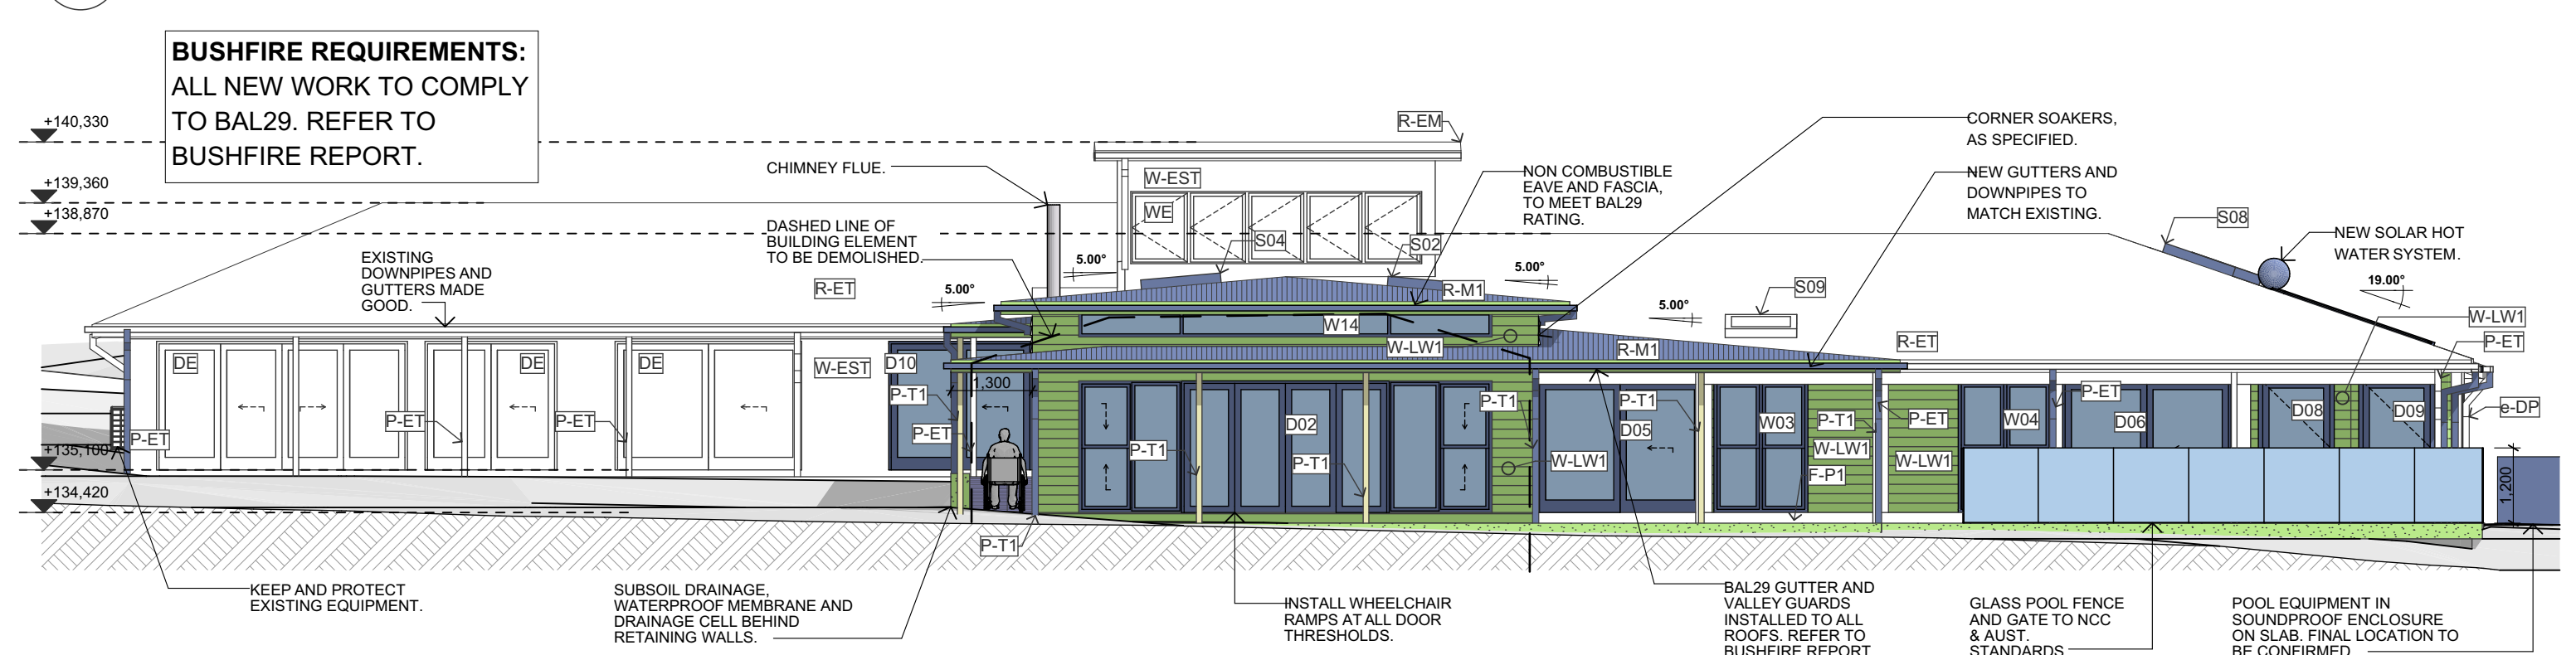 BUSHFIRE REQUIREMENTS:
ALL NEW WORK TO COMPLY
TO BAL29. REFER TO
BUSHFIRE REPORT.
+140,330
+139,360
+138,870
+135,100
+134,420
CHIMNEY FLUE.
DASHED LINE OF
BUILDING ELEMENT
TO BE DEMOLISHED.
EXISTING
DOWNPIPES AND
GUTTERS MADE
GOOD.
R-EM
W-EST
WE
NON COMBUSTIBLE
EAVE AND FASCIA,
TO MEET BAL29
RATING.
CORNER SOAKERS,
AS SPECIFIED.
NEW GUTTERS AND
DOWNPIPES TO
MATCH EXISTING.
S08
NEW SOLAR HOT
WATER SYSTEM.
S04
S02
5.00°
5.00°
5.00°
5.00°
19.00°
R-ET
R-M1
S09
W14
W-LW1
R-M1
R-ET
W-LW1
P-ET
DE
DE
DE
W-EST
D10
1,300
P-T1
P-ET
P-ET
P-ET
P-ET
P-T1
D02
P-T1
P-T1
P-T1
D05
W-LW1
W03
P-T1
W-LW1
F-P1
P-ET
W-LW1
W04
P-ET
D06
D08
D09
e-DP
1,200
P-T1
KEEP AND PROTECT
EXISTING EQUIPMENT.
SUBSOIL DRAINAGE,
WATERPROOF MEMBRANE AND
DRAINAGE CELL BEHIND
RETAINING WALLS.
INSTALL WHEELCHAIR
RAMPS AT ALL DOOR
THRESHOLDS.
BAL29 GUTTER AND
VALLEY GUARDS
INSTALLED TO ALL
ROOFS. REFER TO
BUSHFIRE REPORT
GLASS POOL FENCE
AND GATE TO NCC
& AUST.
STANDARDS
POOL EQUIPMENT IN
SOUNDPROOF ENCLOSURE
ON SLAB. FINAL LOCATION TO
BE CONFIRMED